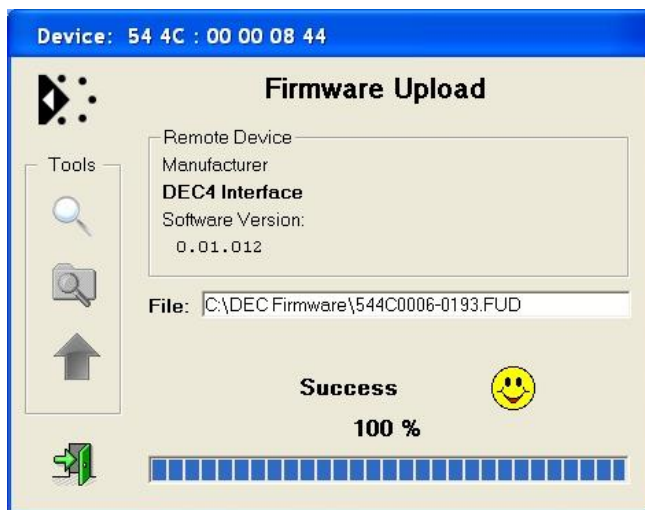 Device: 54 4C : 00 00 08 44
Firmware Upload
Remote Device
Tools
Manufacturer
DEC4 Interface
Software Version:
0.01.012
File: C:\DEC Firmware\544C0006-0193.FUD
Success
100 %